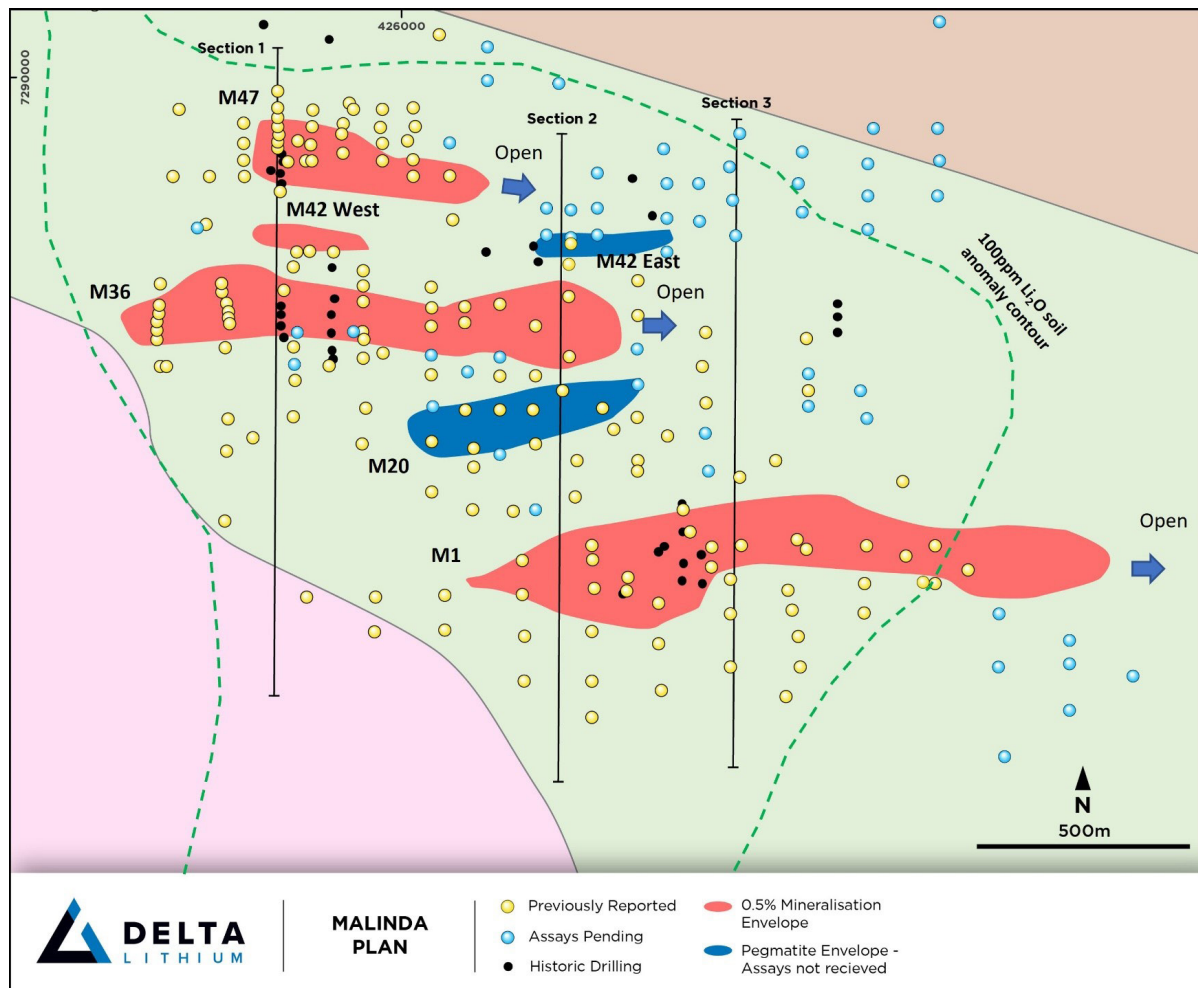 426000
7290000
Section 1
M47
Section 3
Section 2
Open
M42 West
M42 East
100ppm Li₂O soil
anomaly contour
M36
Open
M20
M1
Open
N
500m
DELTA
LITHIUM
MALINDA
PLAN
Previously Reported
Assays Pending
Historic Drilling
0.5% Mineralisation
Envelope
Pegmatite Envelope -
Assays not recieved